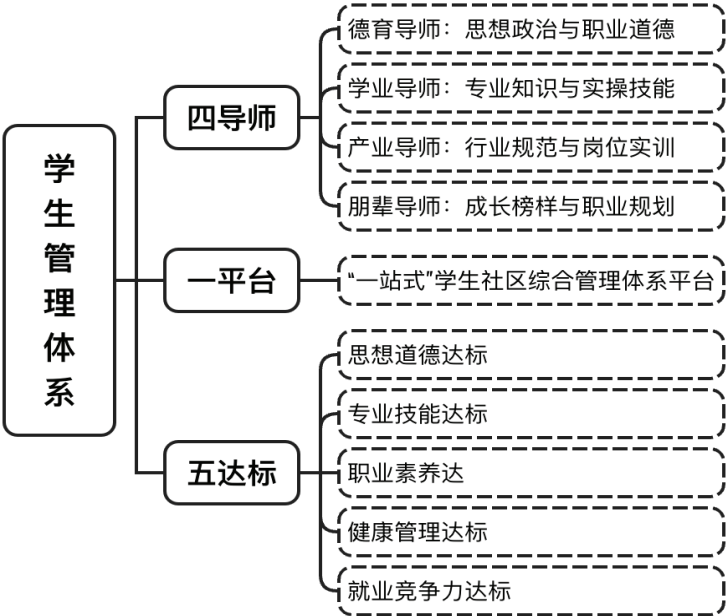 学生管理体系
四导师
德育导师：思想政治与职业道德
学业导师：专业知识与实操技能
产业导师：行业规范与岗位实训
朋辈导师：成长榜样与职业规划
一平台
“一站式”学生社区综合管理体系平台
五达标
思想道德达标
专业技能达标
职业素养达
健康管理达标
就业竞争力达标